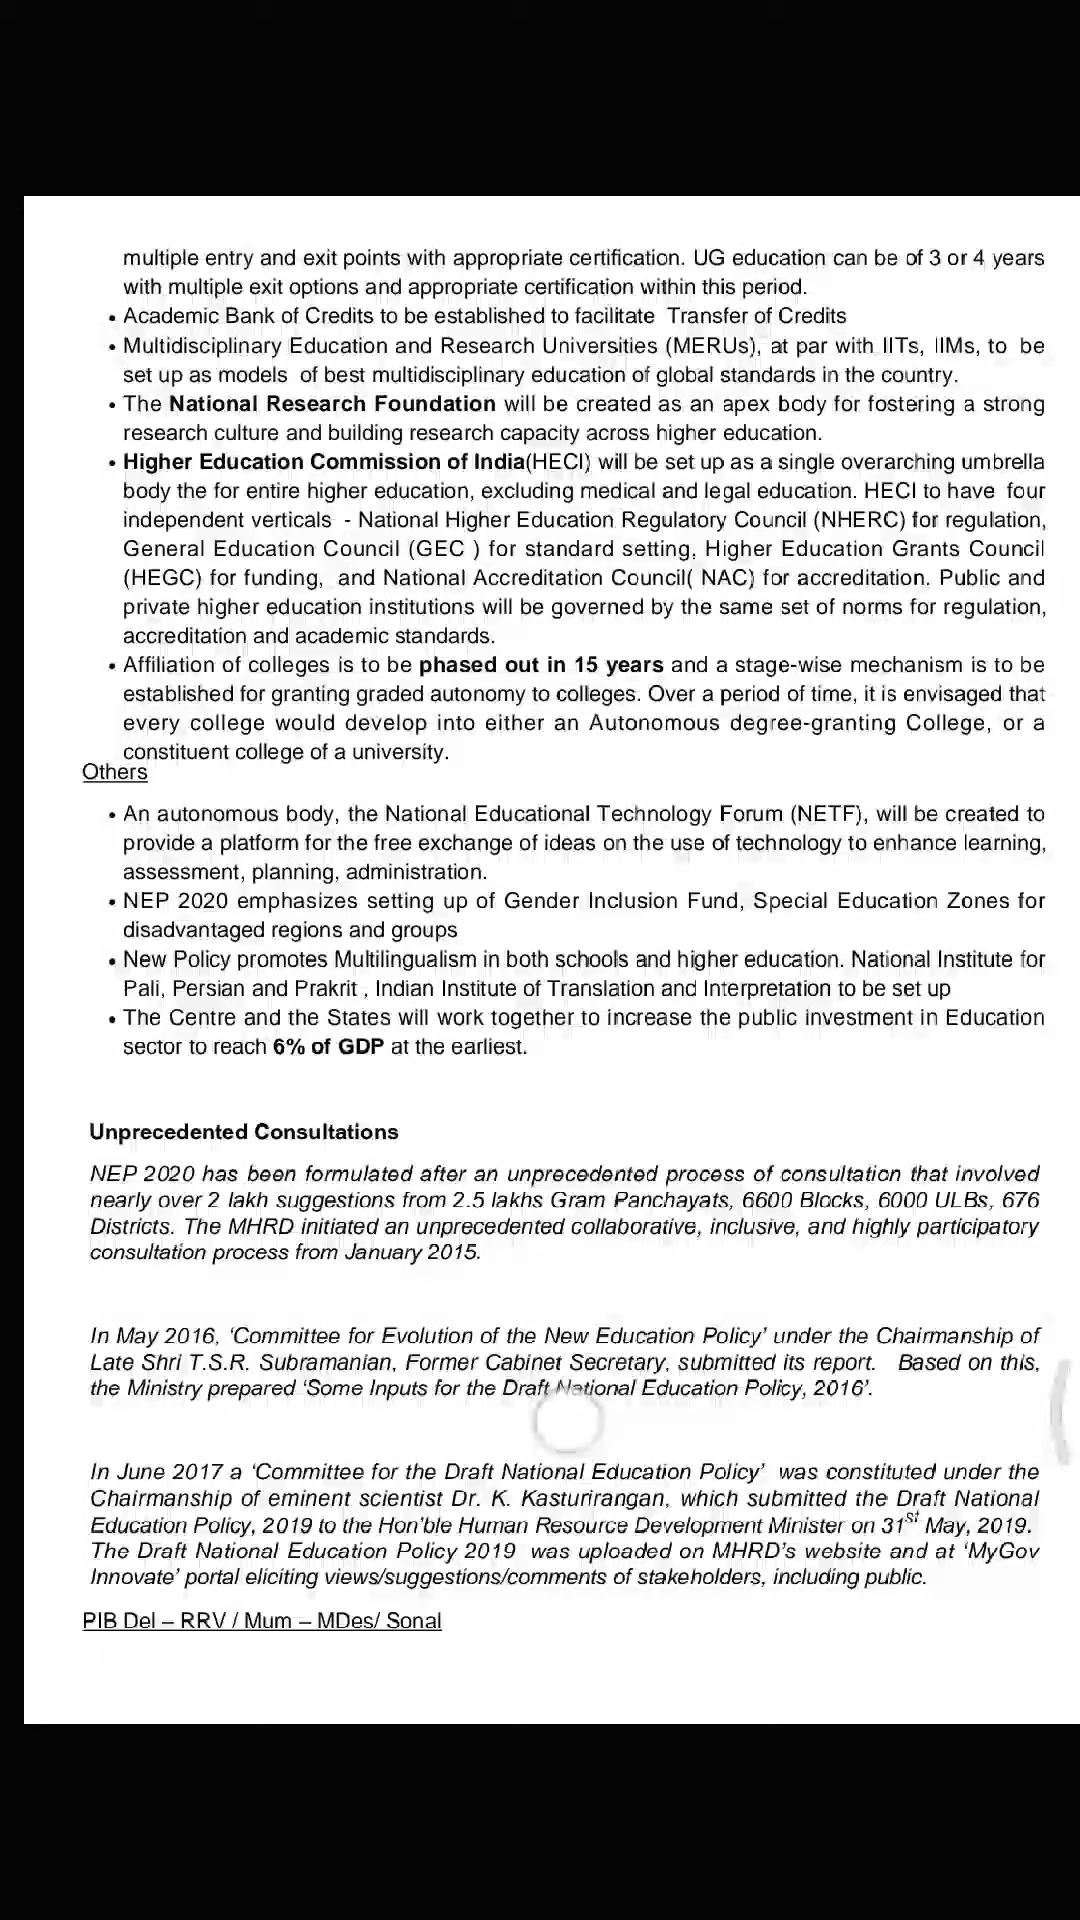 multiple entry and exit points with appropriate certification. UG education can be of 3 or 4 years
with multiple exit options and appropriate certification within this period.
• Academic Bank of Credits to be established to facilitate Transfer of Credits
• Multidisciplinary Education and Research Universities (MERUs), at par with IITs, IIMs, to be
set up as models of best multidisciplinary education of global standards in the country.
• The National Research Foundation will be created as an apex body for fostering a strong
research culture and building research capacity across higher education.
• Higher Education Commission of India(HECI) will be set up as a single overarching umbrella
body the for entire higher education, excluding medical and legal education. HECI to have four
independent verticals - National Higher Education Regulatory Council (NHERC) for regulation,
General Education Council (GEC ) for standard setting, Higher Education Grants Council
(HEGC) for funding, and National Accreditation Council( NAC) for accreditation. Public and
private higher education institutions will be governed by the same set of norms for regulation,
accreditation and academic standards.
• Affiliation of colleges is to be phased out in 15 years and a stage-wise mechanism is to be
established for granting graded autonomy to colleges. Over a period of time, it is envisaged that
every college would develop into either an Autonomous degree-granting College, or a
constituent college of a university.
Others
• An autonomous body, the National Educational Technology Forum (NETF), will be created to
provide a platform for the free exchange of ideas on the use of technology to enhance learning,
assessment, planning, administration.
• NEP 2020 emphasizes setting up of Gender Inclusion Fund, Special Education Zones for
disadvantaged regions and groups
• New Policy promotes Multilingualism in both schools and higher education. National Institute for
Pali, Persian and Prakrit , Indian Institute of Translation and Interpretation to be set up
• The Centre and the States will work together to increase the public investment in Education
sector to reach 6% of GDP at the earliest.
Unprecedented Consultations
NEP 2020 has been formulated after an unprecedented process of consultation that involved
nearly over 2 lakh suggestions from 2.5 lakhs Gram Panchayats, 6600 Blocks, 6000 ULBs, 676
Districts. The MHRD initiated an unprecedented collaborative, inclusive, and highly participatory
consultation process from January 2015.
In May 2016, ‘Committee for Evolution of the New Education Policy’ under the Chairmanship of
Late Shri T.S.R. Subramanian, Former Cabinet Secretary, submitted its report. Based on this,
the Ministry prepared ‘Some Inputs for the Draft National Education Policy, 2016’.
In June 2017 a ‘Committee for the Draft National Education Policy’ was constituted under the
Chairmanship of eminent scientist Dr. K. Kasturirangan, which submitted the Draft National
Education Policy, 2019 to the Hon’ble Human Resource Development Minister on 31st May, 2019.
The Draft National Education Policy 2019 was uploaded on MHRD’s website and at ‘MyGov
Innovate’ portal eliciting views/suggestions/comments of stakeholders, including public.
PIB Del – RRV / Mum – MDes/ Sonal